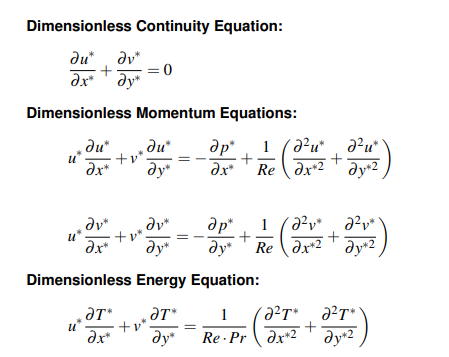 Dimensionless Continuity Equation:
∂u*/∂x* + ∂v*/∂y* = 0
Dimensionless Momentum Equations:
u* ∂u*/∂x* + v* ∂u*/∂y* = − ∂p*/∂x* + 1/Re ( ∂²u*/∂x*² + ∂²u*/∂y*² )
u* ∂v*/∂x* + v* ∂v*/∂y* = − ∂p*/∂y* + 1/Re ( ∂²v*/∂x*² + ∂²v*/∂y*² )
Dimensionless Energy Equation:
u* ∂T*/∂x* + v* ∂T*/∂y* = 1/(Re · Pr) ( ∂²T*/∂x*² + ∂²T*/∂y*² )